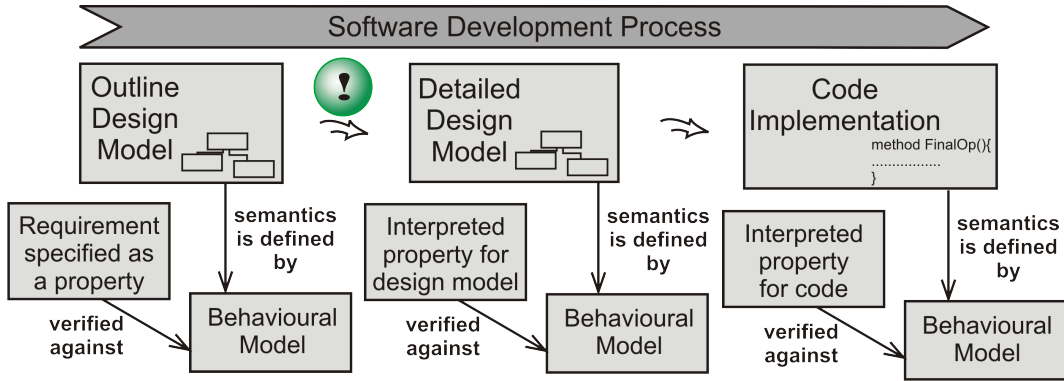 Software Development Process
Outline
Design
Model
!
Detailed
Design
Model
Code
Implementation
method FinalOp(){
.................
}
Requirement
specified as
a property
semantics
is defined
by
verified
against
Behavioural
Model
Interpreted
property for
design model
semantics
is defined
by
verified
against
Behavioural
Model
Interpreted
property
for code
semantics
is defined
by
verified
against
Behavioural
Model